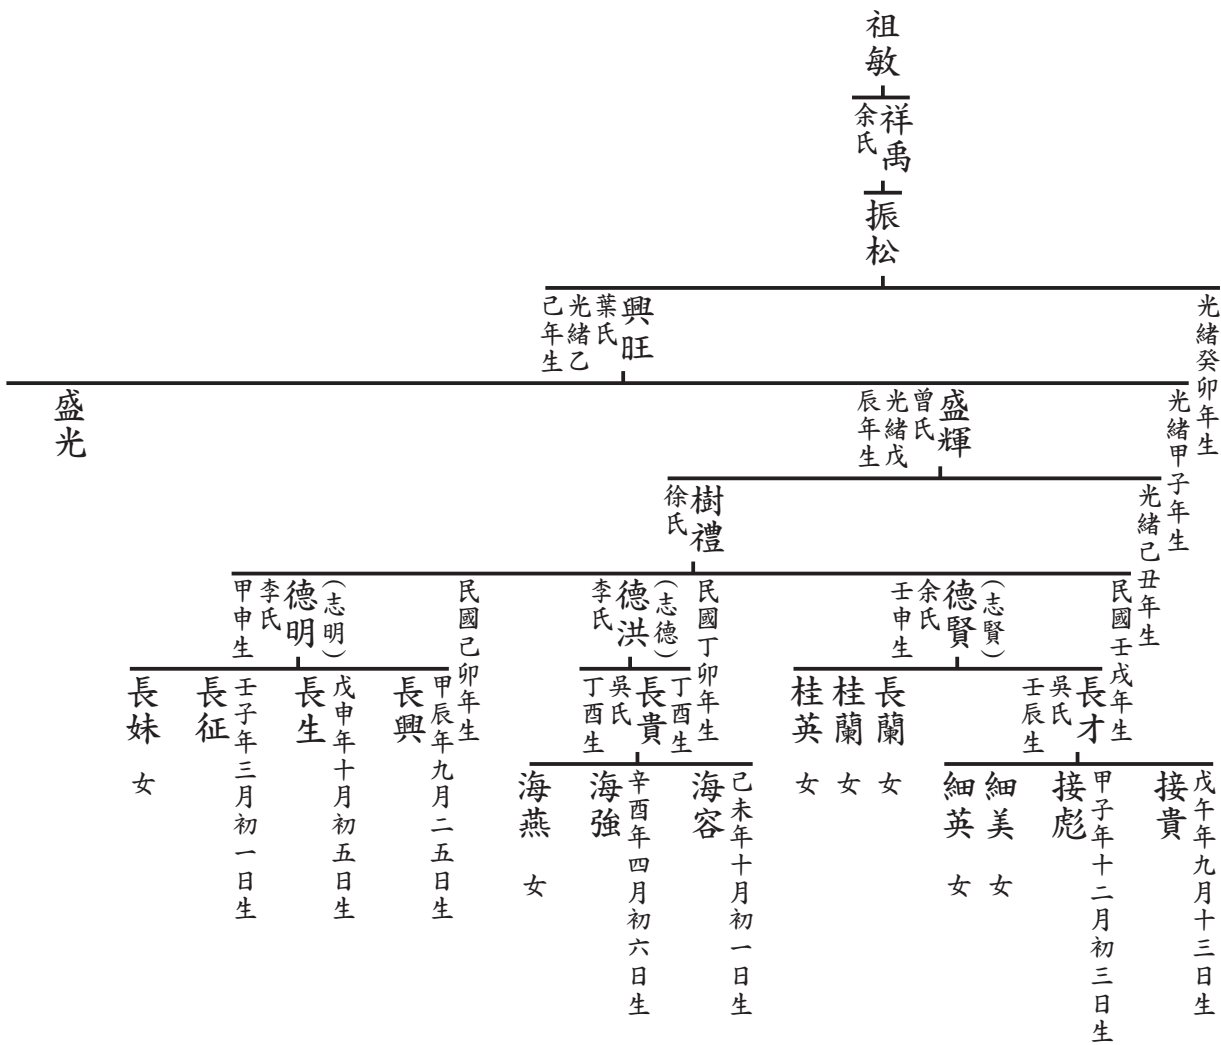 祖敏
祥禹
余氏
振松
光緒癸卯年生
興旺
葉氏
光緒乙
己年生
光緒甲子年生
盛輝
曾氏
光緒戊
辰年生
盛光
光緒己丑年生
樹禮
徐氏
民國壬戌年生
(志賢)
德賢
余氏
壬申生
民國丁卯年生
(志德)
德洪
李氏
民國己卯年生
(志明)
德明
李氏
甲申生
長才
吳氏
壬辰生
長蘭 女
桂蘭 女
桂英 女
丁酉生
長貴
吳氏
丁酉生
甲辰年九月二五日生
長興
戊申年十月初五日生
長生
壬子年三月初一日生
長征
長妹 女
戊午年九月十三日生
接貴
甲子年十二月初三日生
接彪
細美 女
細英 女
己未年十月初一日生
海容
辛酉年四月初六日生
海強
海燕 女